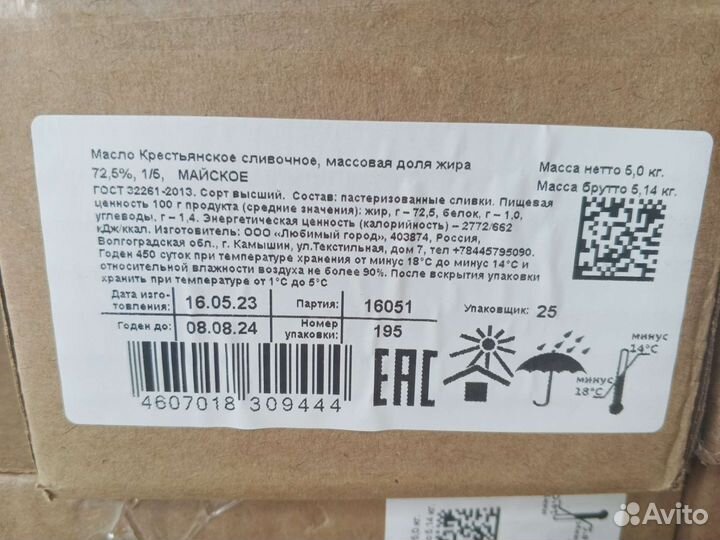 Масло Крестьянское сливочное, массовая доля жира
72,5%, 1/5, МАЙСКОЕ
Масса нетто 5,0 кг.
Масса брутто 5,14 кг.
ГОСТ 32261-2013. Сорт высший. Состав: пастеризованные сливки. Пищевая
ценность 100 г продукта (средние значения): жир, г – 72,5, белок, г – 1,0,
углеводы, г – 1,4. Энергетическая ценность (калорийность) – 2772/662
кДж/ккал. Изготовитель: ООО «Любимый город», 403874, Россия,
Волгоградская обл., г. Камышин, ул.Текстильная, дом 7, тел +78445795090.
Годен 450 суток при температуре хранения от минус 18°С до минус 14°С и
относительной влажности воздуха не более 90%. После вскрытия упаковки
хранить при температуре от 1°С до 5°С
Дата изго-
товления: 16.05.23 Партия: 16051 Упаковщик: 25
Годен до: 08.08.24 Номер
упаковки: 195
4607018 309444
EAC
минус
14°С
минус
18°С
Avito